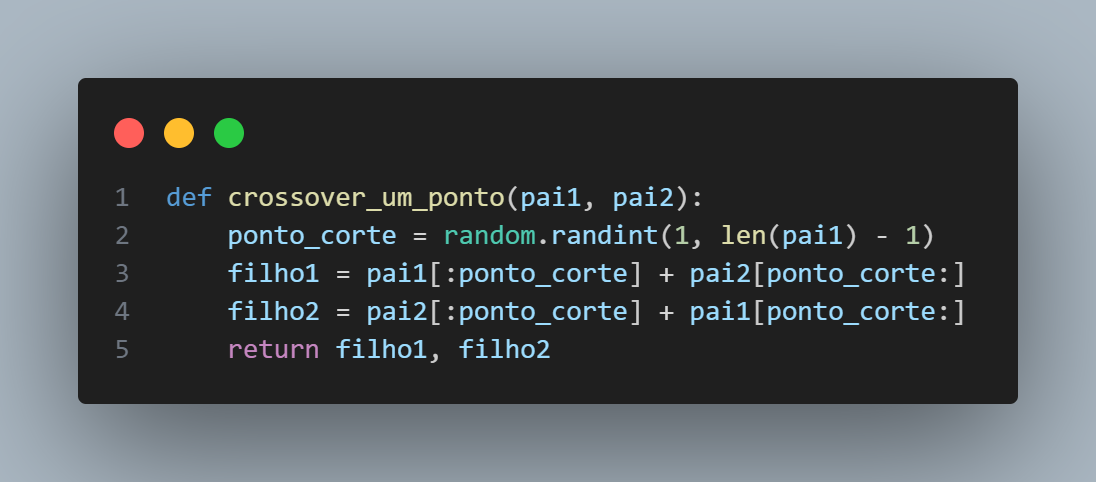 1 def crossover_um_ponto(pai1, pai2):
2     ponto_corte = random.randint(1, len(pai1) - 1)
3     filho1 = pai1[:ponto_corte] + pai2[ponto_corte:]
4     filho2 = pai2[:ponto_corte] + pai1[ponto_corte:]
5     return filho1, filho2